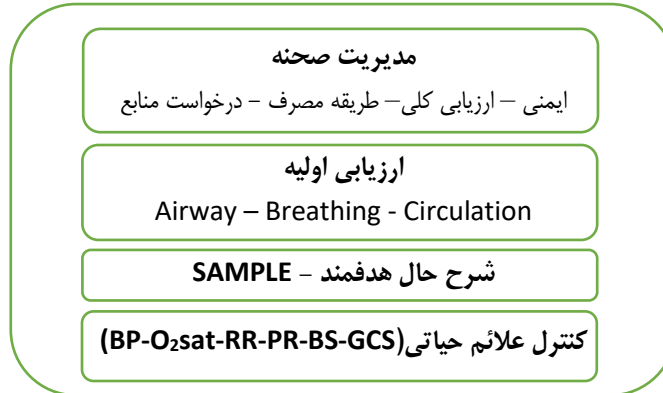 مدیریت صحنه
ایمنی – ارزیابی کلی– طریقه مصرف - درخواست منابع
ارزیابی اولیه
Airway – Breathing - Circulation
شرح حال هدفمند – SAMPLE
کنترل علائم حیاتی(BP-O₂sat-RR-PR-BS-GCS)